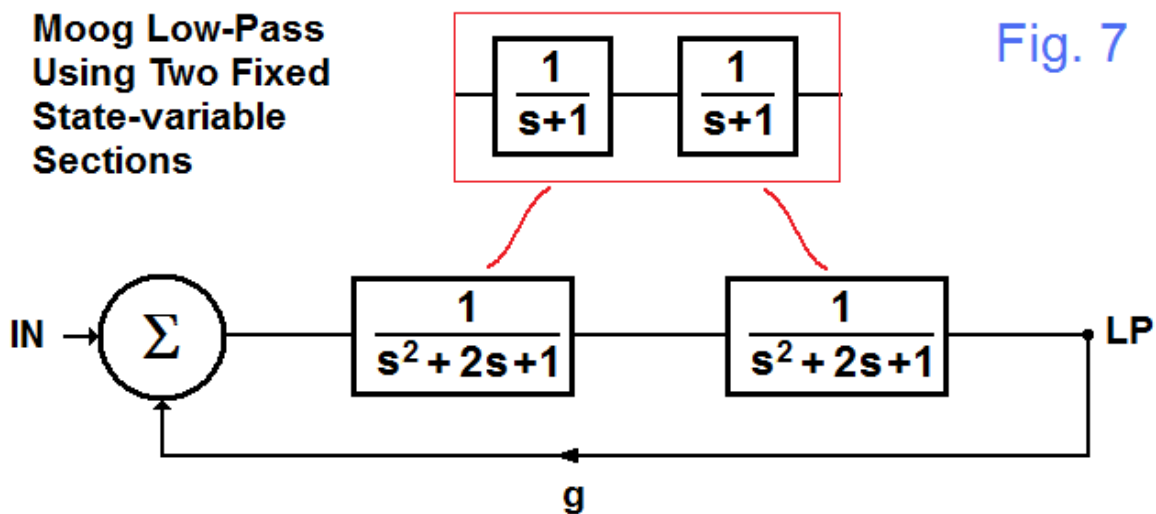 Moog Low-Pass
Using Two Fixed
State-variable
Sections
Fig. 7
1
s+1
1
s+1
IN
Σ
1
s² + 2s+1
1
s² + 2s+1
LP
g